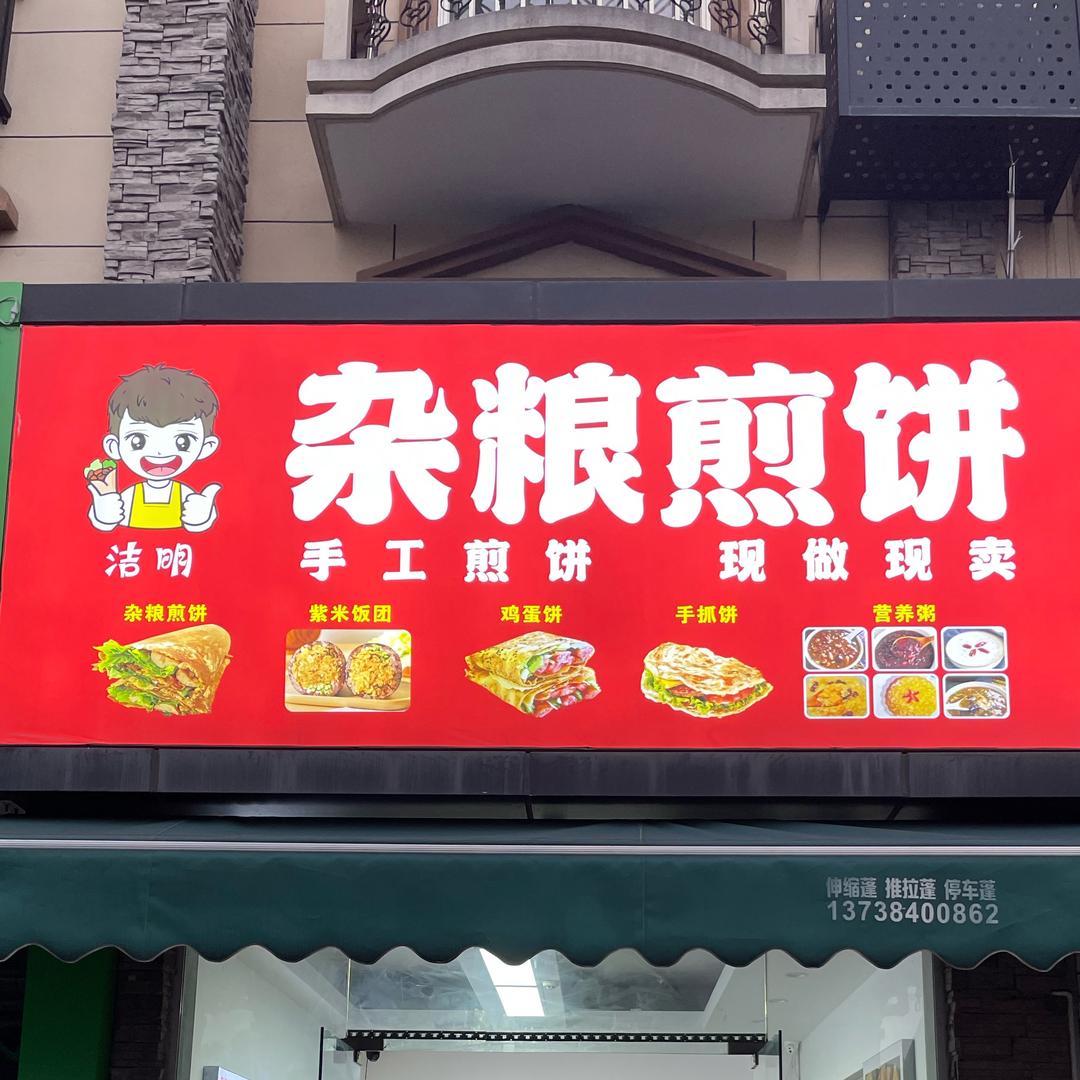 杂粮煎饼
洁明
手工煎饼 现做现卖
杂粮煎饼 紫米饭团 鸡蛋饼 手抓饼 营养粥
伸缩蓬 推拉蓬 停车蓬
13738400862